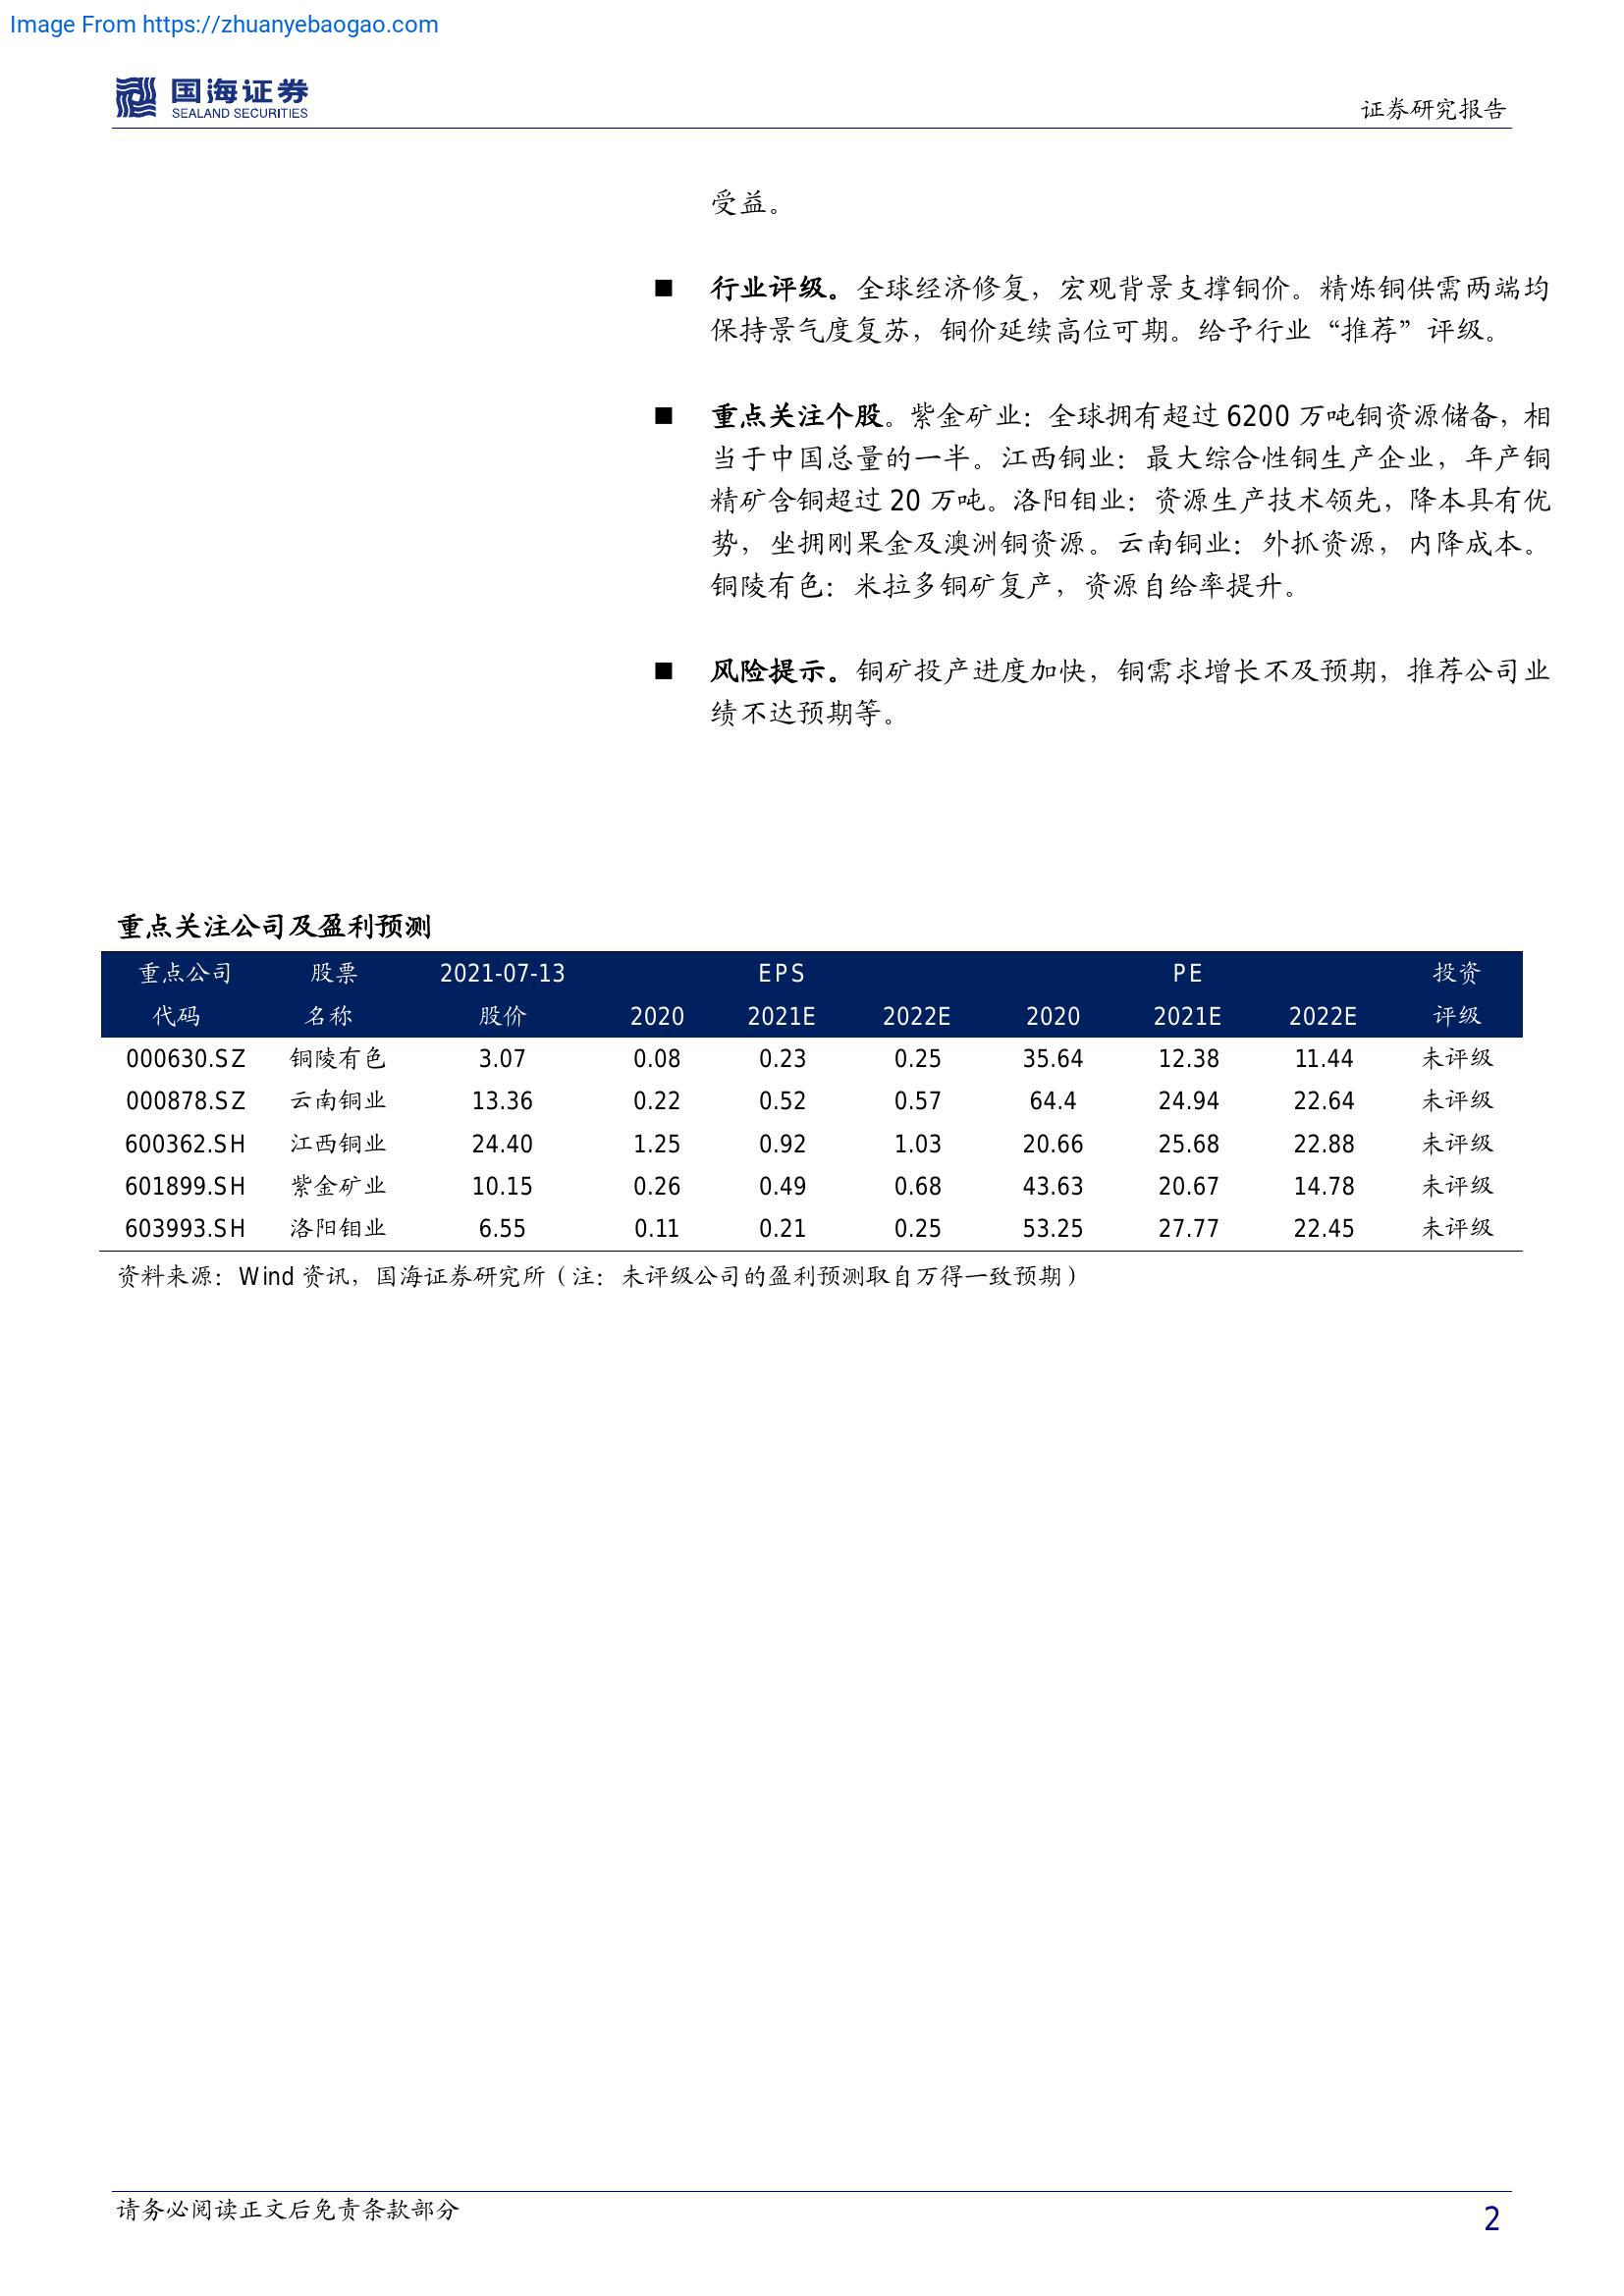 Image From https://zhuanyebaogao.com
国海证券
SEALAND SECURITIES
证券研究报告
受益。
■ 行业评级。全球经济修复，宏观背景支撑铜价。精炼铜供需两端均
保持景气度复苏，铜价延续高位可期。给予行业“推荐”评级。
■ 重点关注个股。紫金矿业：全球拥有超过 6200 万吨铜资源储备，相
当于中国总量的一半。江西铜业：最大综合性铜生产企业，年产铜
精矿含铜超过 20 万吨。洛阳钼业：资源生产技术领先，降本具有优
势，坐拥刚果金及澳洲铜资源。云南铜业：外抓资源，内降成本。
铜陵有色：米拉多铜矿复产，资源自给率提升。
■ 风险提示。铜矿投产进度加快，铜需求增长不及预期，推荐公司业
绩不达预期等。
重点关注公司及盈利预测
重点公司 股票 2021-07-13 EPS PE 投资
代码 名称 股价 2020 2021E 2022E 2020 2021E 2022E 评级
000630.SZ 铜陵有色 3.07 0.08 0.23 0.25 35.64 12.38 11.44 未评级
000878.SZ 云南铜业 13.36 0.22 0.52 0.57 64.4 24.94 22.64 未评级
600362.SH 江西铜业 24.40 1.25 0.92 1.03 20.66 25.68 22.88 未评级
601899.SH 紫金矿业 10.15 0.26 0.49 0.68 43.63 20.67 14.78 未评级
603993.SH 洛阳钼业 6.55 0.11 0.21 0.25 53.25 27.77 22.45 未评级
资料来源：Wind 资讯，国海证券研究所（注：未评级公司的盈利预测取自万得一致预期）
请务必阅读正文后免责条款部分
2